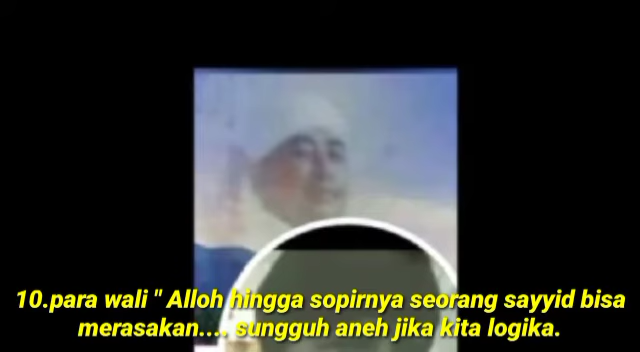 10.para wali " Alloh hingga sopirnya seorang sayyid bisa
merasakan.... sungguh aneh jika kita logika.